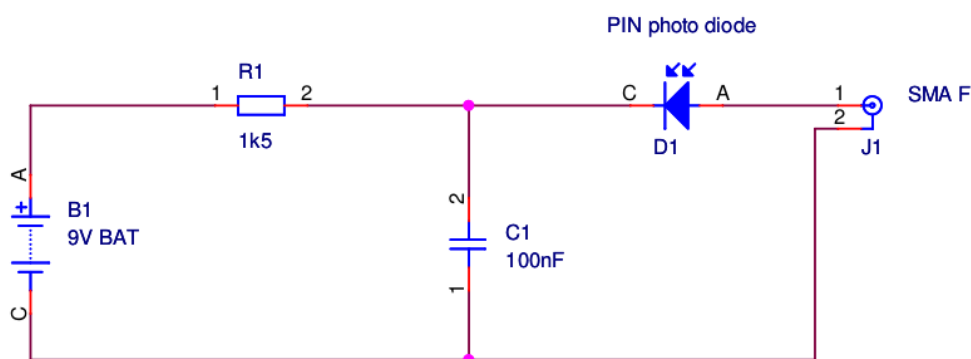 PIN photo diode
R1
1
2
1k5
C
A
D1
1
2
SMA F
J1
A
+
B1
9V BAT
C
2
C1
100nF
1